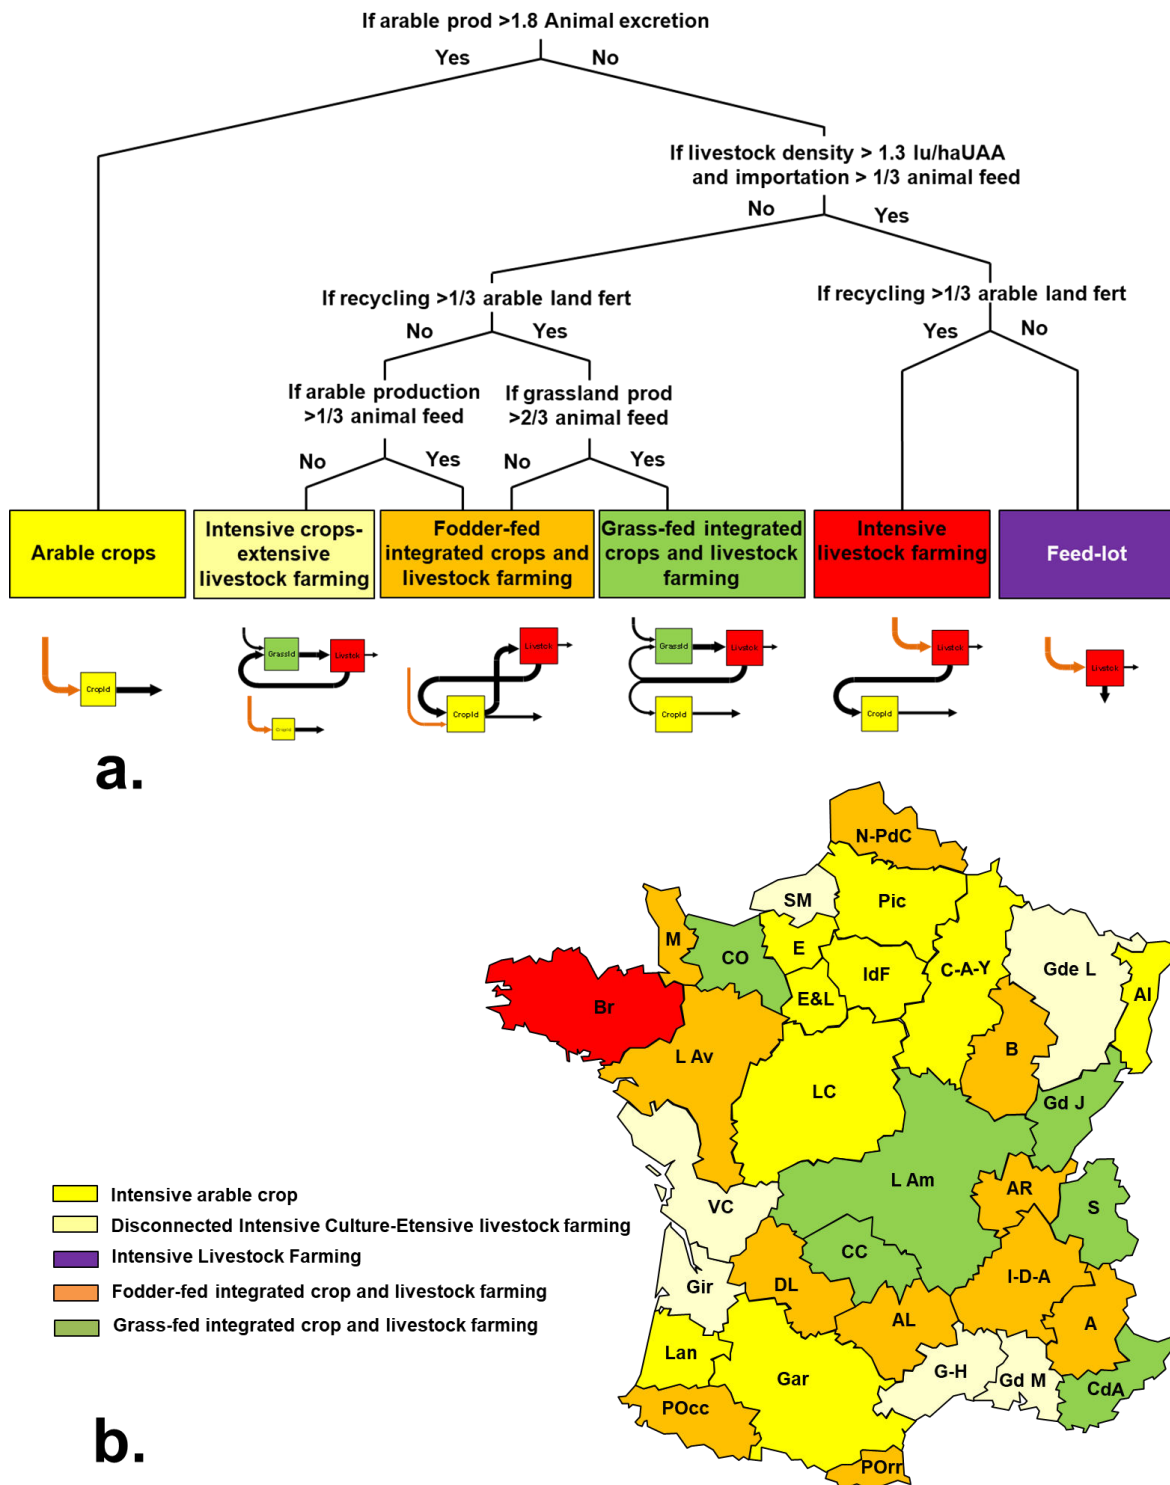 If arable prod >1.8 Animal excretion
Yes
No
If livestock density > 1.3 lu/haUAA
and importation > 1/3 animal feed
No
Yes
If recycling >1/3 arable land fert
If recycling >1/3 arable land fert
No
Yes
Yes
No
If arable production
>1/3 animal feed
If grassland prod
>2/3 animal feed
No
Yes
No
Yes
Arable crops
Intensive crops-
extensive
livestock farming
Fodder-fed
integrated crops and
livestock farming
Grass-fed integrated
crops and livestock
farming
Intensive
livestock farming
Feed-lot
Cropld
Grassld
Livstck
Cropld
Livstck
Cropld
Grassld
Livstck
Cropld
Livstck
Cropld
Livstck
a.
N-PdC
SM
Pic
M
CO
E
IdF
C-A-Y
Gde L
Al
Br
E&L
L Av
B
LC
Gd J
L Am
AR
S
VC
CC
I-D-A
Gir
DL
AL
A
Lan
Gar
G-H
Gd M
CdA
POcc
POrr
Intensive arable crop
Disconnected Intensive Culture-Etensive livestock farming
Intensive Livestock Farming
Fodder-fed integrated crop and livestock farming
Grass-fed integrated crop and livestock farming
b.